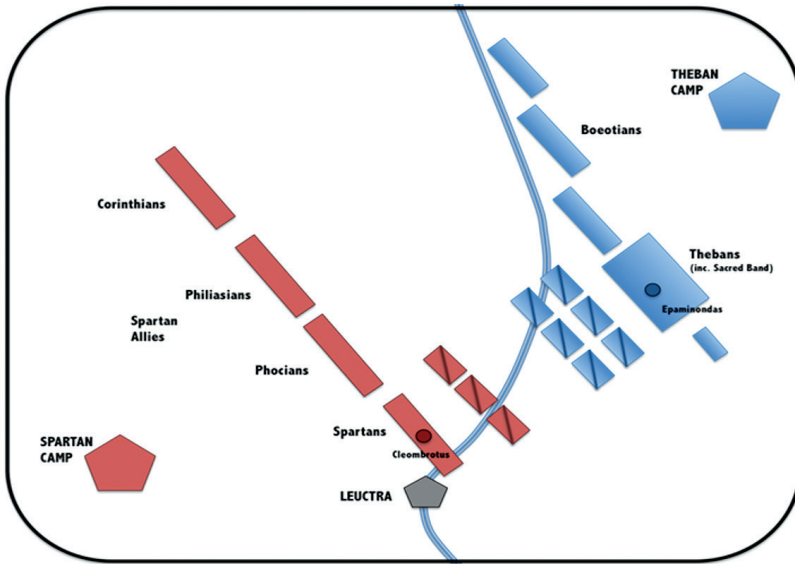 THEBAN
CAMP
Boeotians
Corinthians
Thebans
(inc. Sacred Band)
Philiasians
Epaminondas
Spartan
Allies
Phocians
Spartans
Cleombrotus
SPARTAN
CAMP
LEUCTRA